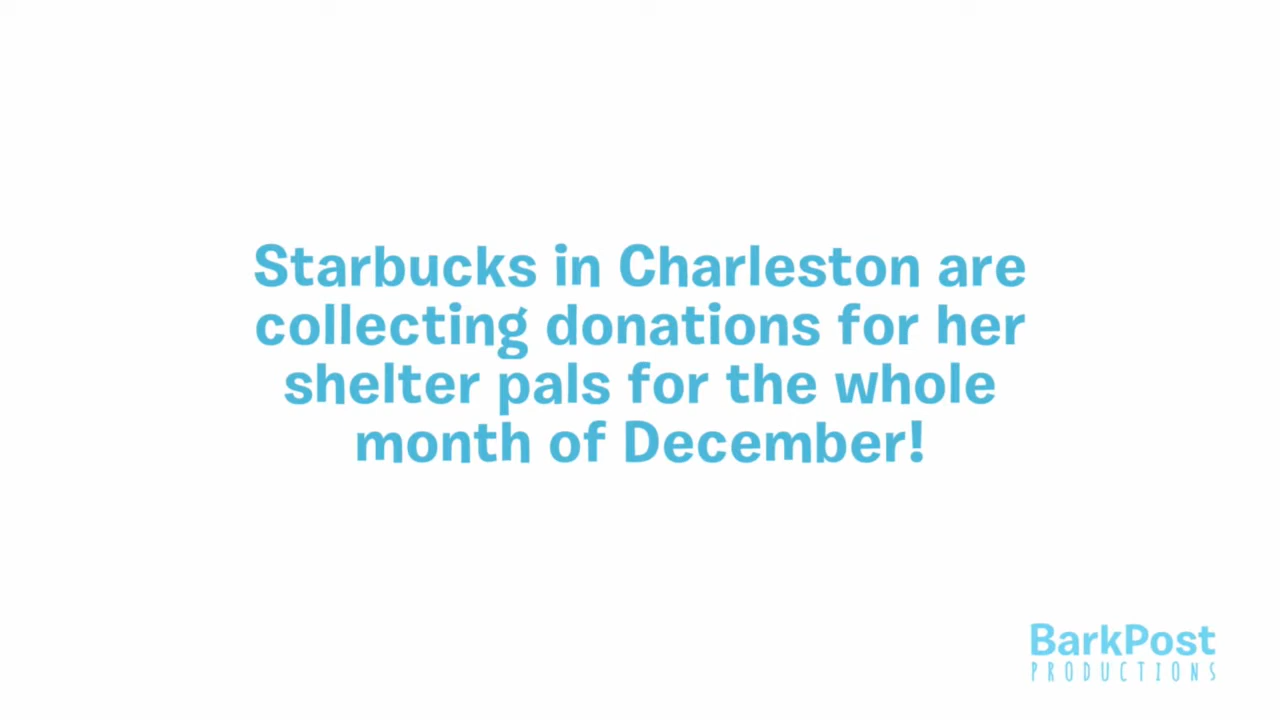 Starbucks in Charleston are
collecting donations for her
shelter pals for the whole
month of December!
BarkPost
PRODUCTIONS